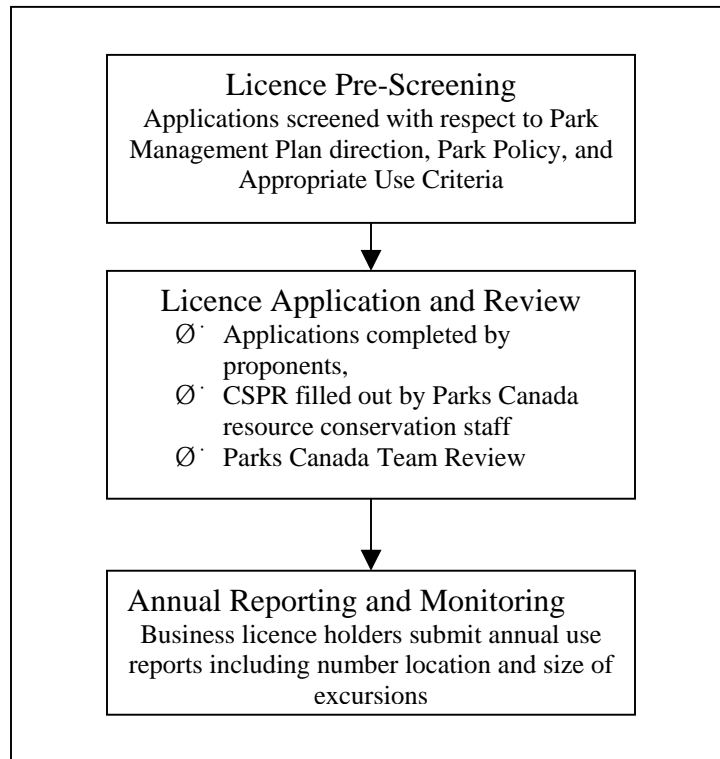 Licence Pre-Screening
Applications screened with respect to Park
Management Plan direction, Park Policy, and
Appropriate Use Criteria
Licence Application and Review
Ø˙ Applications completed by
proponents,
Ø˙ CSPR filled out by Parks Canada
resource conservation staff
Ø˙ Parks Canada Team Review
Annual Reporting and Monitoring
Business licence holders submit annual use
reports including number location and size of
excursions